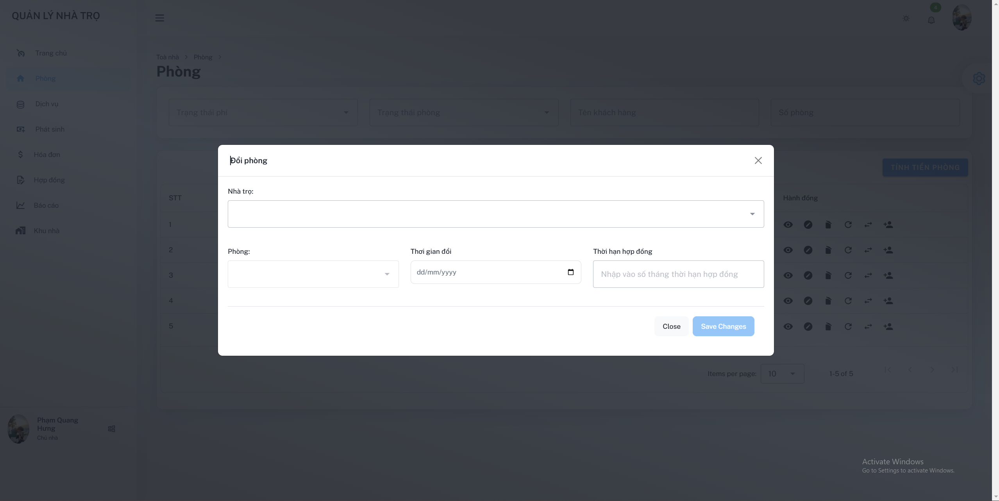 QUẢN LÝ NHÀ TRỌ
4
Trang chủ
Phòng
Dịch vụ
Phát sinh
Hóa đơn
Hợp đồng
Báo cáo
Khu nhà
Toà nhà > Phòng >
Phòng
Trạng thái phí
Trạng thái phòng
Tên khách hàng
Số phòng
TÍNH TIỀN PHÒNG
STT
Hành đồng
1
2
3
4
5
Đổi phòng
Nhà trọ:
Phòng:
Thơi gian đổi
Thời hạn hợp đồng
dd/mm/yyyy
Nhập vào số tháng thời hạn hợp đồng
Close
Save Changes
Items per page:
10
1-5 of 5
Phạm Quang
Hưng
Chủ nhà
Activate Windows
Go to Settings to activate Windows.